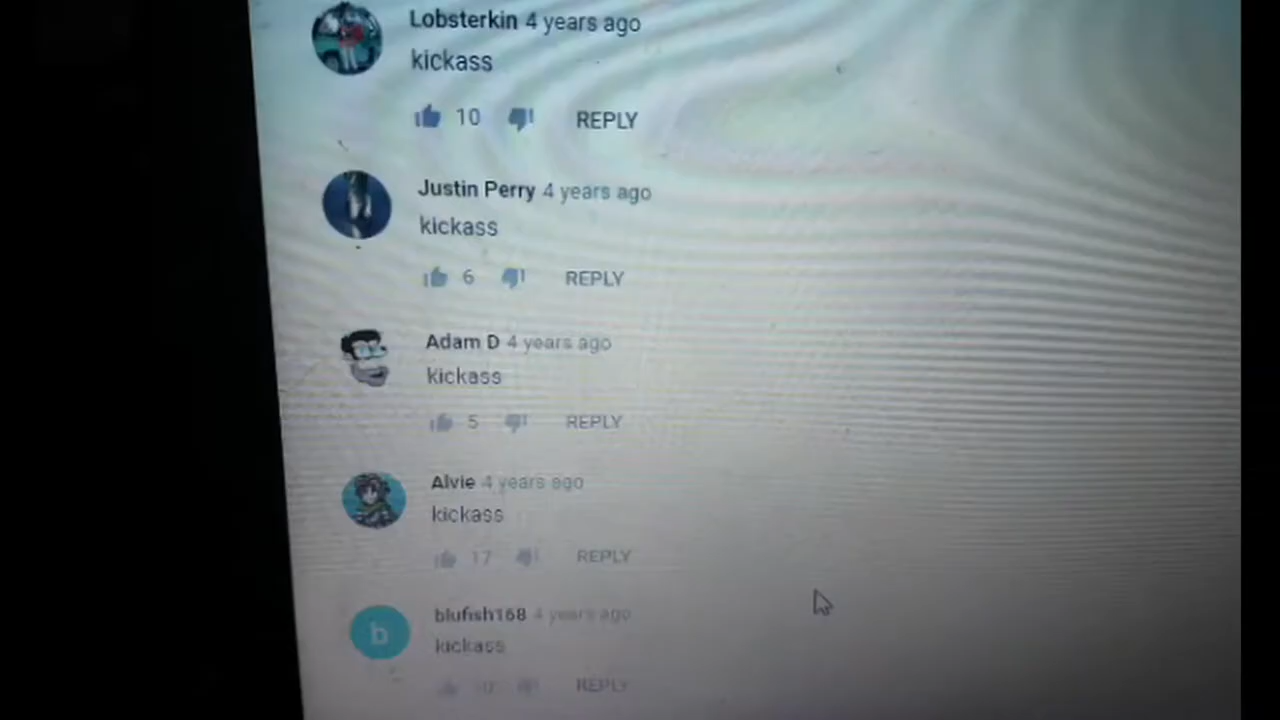 Lobsterkin 4 years ago
kickass
10 REPLY
Justin Perry 4 years ago
kickass
6 REPLY
Adam D 4 years ago
kickass
5 REPLY
Alvie 4 years ago
kickass
17 REPLY
b
blufish168 4 years ago
kickass
REPLY